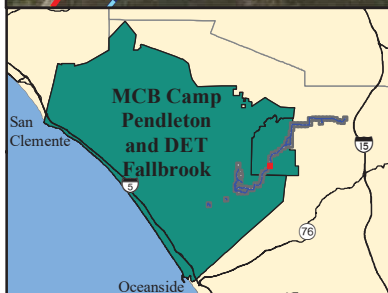 MCB Camp
Pendleton
and DET
Fallbrook
San
Clemente
15
5
76
Oceanside